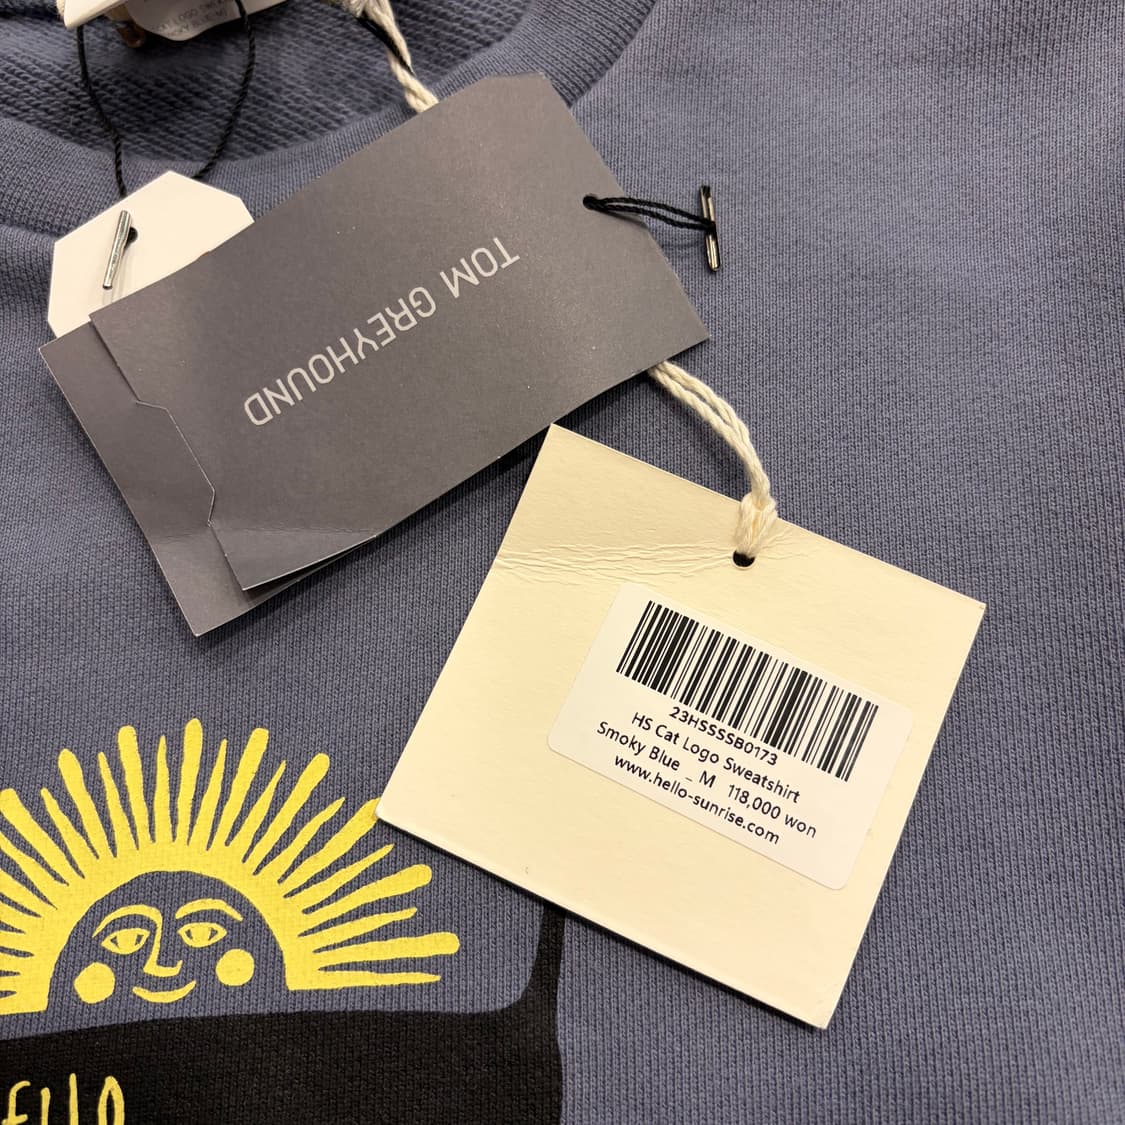 TOM GREYHOUND
23HSSSSB0173
HS Cat Logo Sweatshirt
Smoky Blue _ M 118,000 won
www.hello-sunrise.com